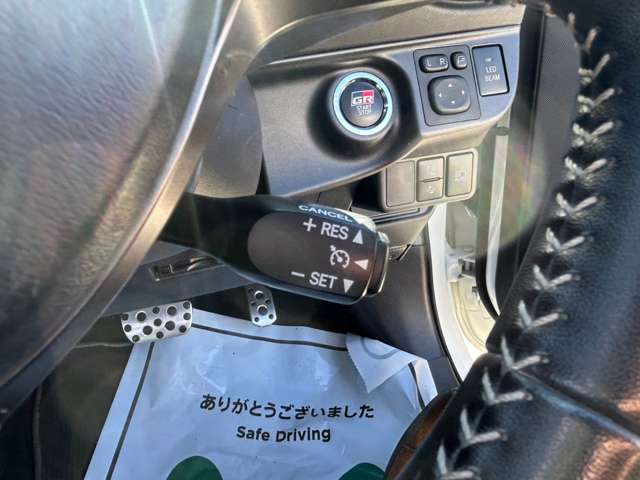 L R
LED
BEAM
GR
START
STOP
CANCEL
+ RES ▲
− SET ▼
ありがとうございました
Safe Driving